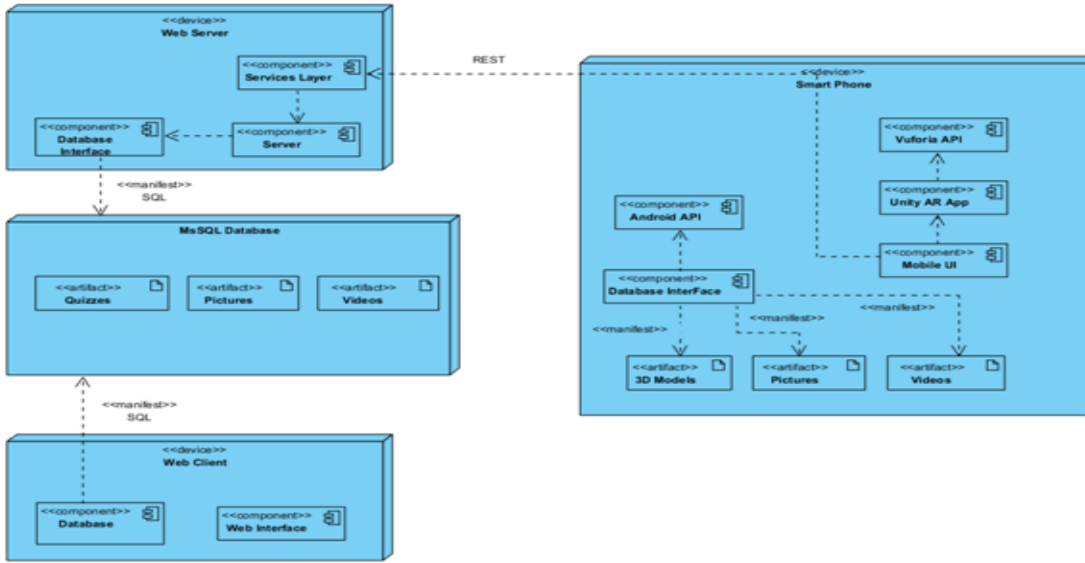 <<device>>
Web Server
<<component>>
Services Layer
<<component>>
Database
Interface
<<component>>
Server
<<manifest>>
SQL
REST
MsSQL Database
<<artifact>>
Quizzes
<<artifact>>
Pictures
<<artifact>>
Videos
<<manifest>>
SQL
<<device>>
Web Client
<<component>>
Database
<<component>>
Web Interface
<<device>>
Smart Phone
<<component>>
Vuforia API
<<component>>
Unity AR App
<<component>>
Android API
<<component>>
Mobile UI
<<component>>
Database InterFace
<<manifest>>
<<manifest>>
<<manifest>>
<<artifact>>
3D Models
<<artifact>>
Pictures
<<artifact>>
Videos